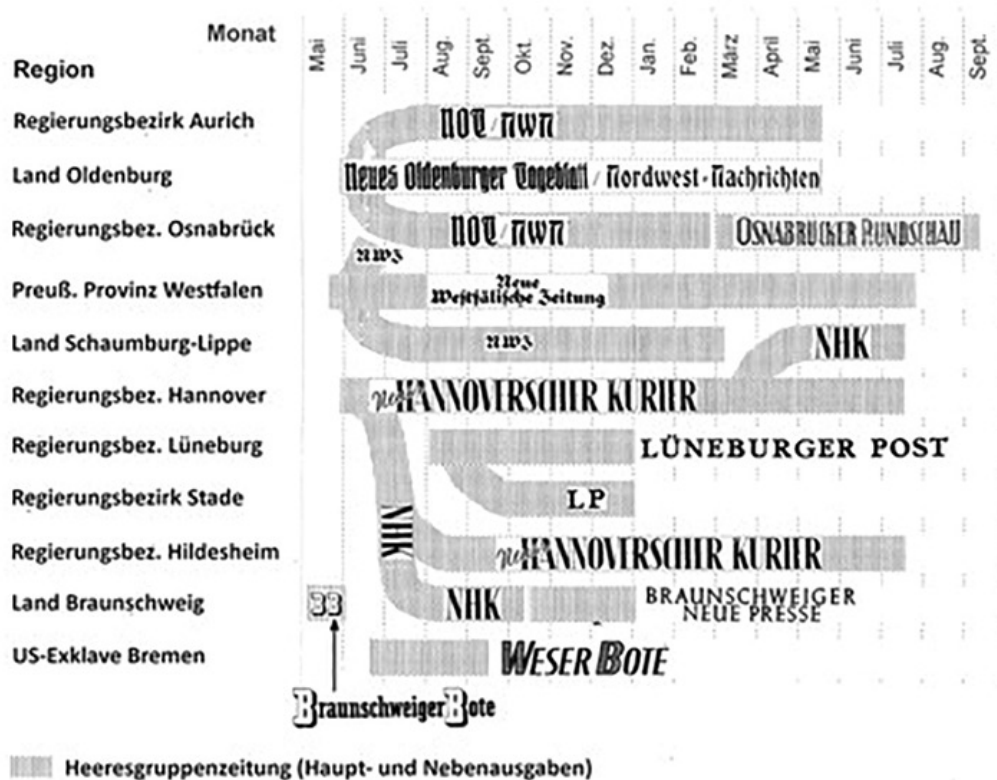 Monat
Mai Juni Juli Aug. Sept. Okt. Nov. Dez. Jan. Feb. März April Mai Juni Juli Aug. Sept.
Region
Regierungsbezirk Aurich NOT / NWN
Land Oldenburg Neues Oldenburger Tageblatt / Nordwest-Nachrichten
Regierungsbez. Osnabrück NOT / NWN OSNABRÜCKER RUNDSCHAU
NWZ
Preuß. Provinz Westfalen Neue
Westfälische Zeitung
Land Schaumburg-Lippe NWZ NHK
Regierungsbez. Hannover Neuer HANNOVERSCHER KURIER
Regierungsbez. Lüneburg LÜNEBURGER POST
Regierungsbezirk Stade LP
NHK
Regierungsbez. Hildesheim Neuer HANNOVERSCHER KURIER
Land Braunschweig BB NHK BRAUNSCHWEIGER
NEUE PRESSE
US-Exklave Bremen WESER BOTE
Braunschweiger Bote
Heeresgruppenzeitung (Haupt- und Nebenausgaben)